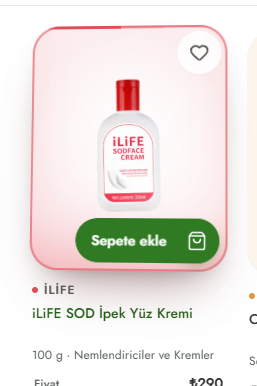 iLiFE
SODFACE
CREAM
Sepete ekle
İLİFE
iLiFE SOD İpek Yüz Kremi
100 g · Nemlendiriciler ve Kremler
Fiyat
₺290